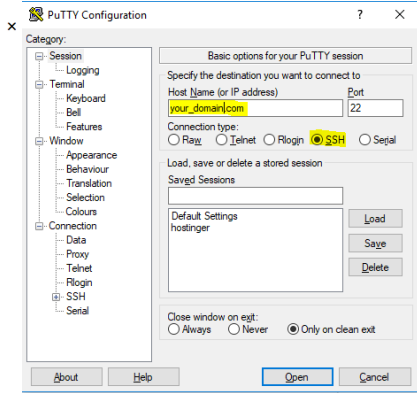 PuTTY Configuration ? ×
×
Category:
Session
Logging
Terminal
Keyboard
Bell
Features
Window
Appearance
Behaviour
Translation
Selection
Colours
Connection
Data
Proxy
Telnet
Rlogin
SSH
Serial
Basic options for your PuTTY session
Specify the destination you want to connect to
Host Name (or IP address) Port
your_domain.com 22
Connection type:
Raw Telnet Rlogin SSH Serial
Load, save or delete a stored session
Saved Sessions
Default Settings
hostinger
Load
Save
Delete
Close window on exit:
Always Never Only on clean exit
About Help Open Cancel